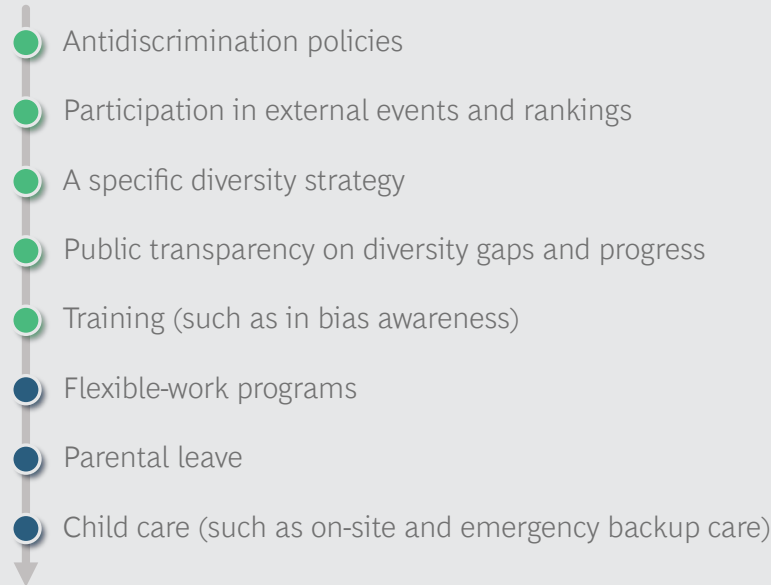 Antidiscrimination policies
Participation in external events and rankings
A specific diversity strategy
Public transparency on diversity gaps and progress
Training (such as in bias awareness)
Flexible-work programs
Parental leave
Child care (such as on-site and emergency backup care)